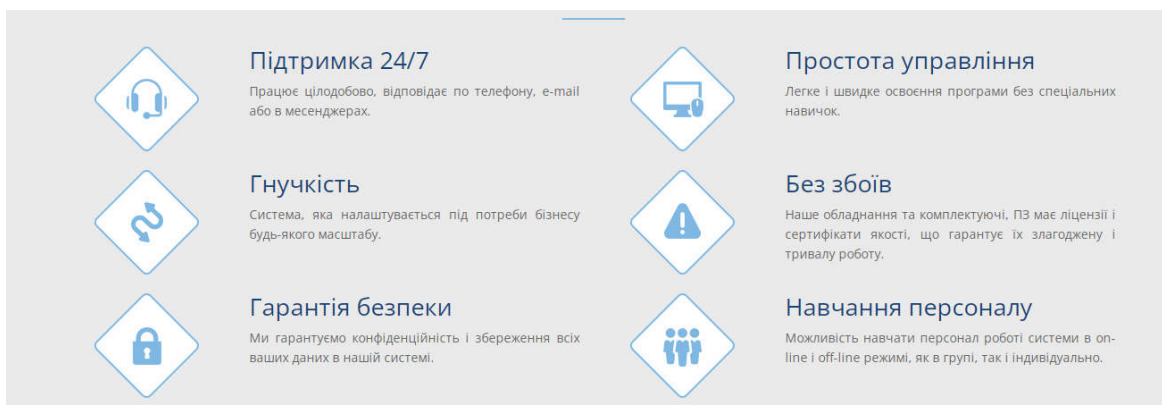 Підтримка 24/7
Працює цілодобово, відповідає по телефону, e-mail
або в месенджерах.
Простота управління
Легке і швидке освоєння програми без спеціальних
навичок.
Гнучкість
Система, яка налаштувається під потреби бізнесу
будь-якого масштабу.
Без збоїв
Наше обладнання та комплектуючі, ПЗ має ліцензії і
сертифікати якості, що гарантує їх злагоджену і
тривалу роботу.
Гарантія безпеки
Ми гарантуємо конфіденційність і збереження всіх
ваших даних в нашій системі.
Навчання персоналу
Можливість навчати персонал роботі системи в on-
line і off-line режимі, як в групі, так і індивідуально.